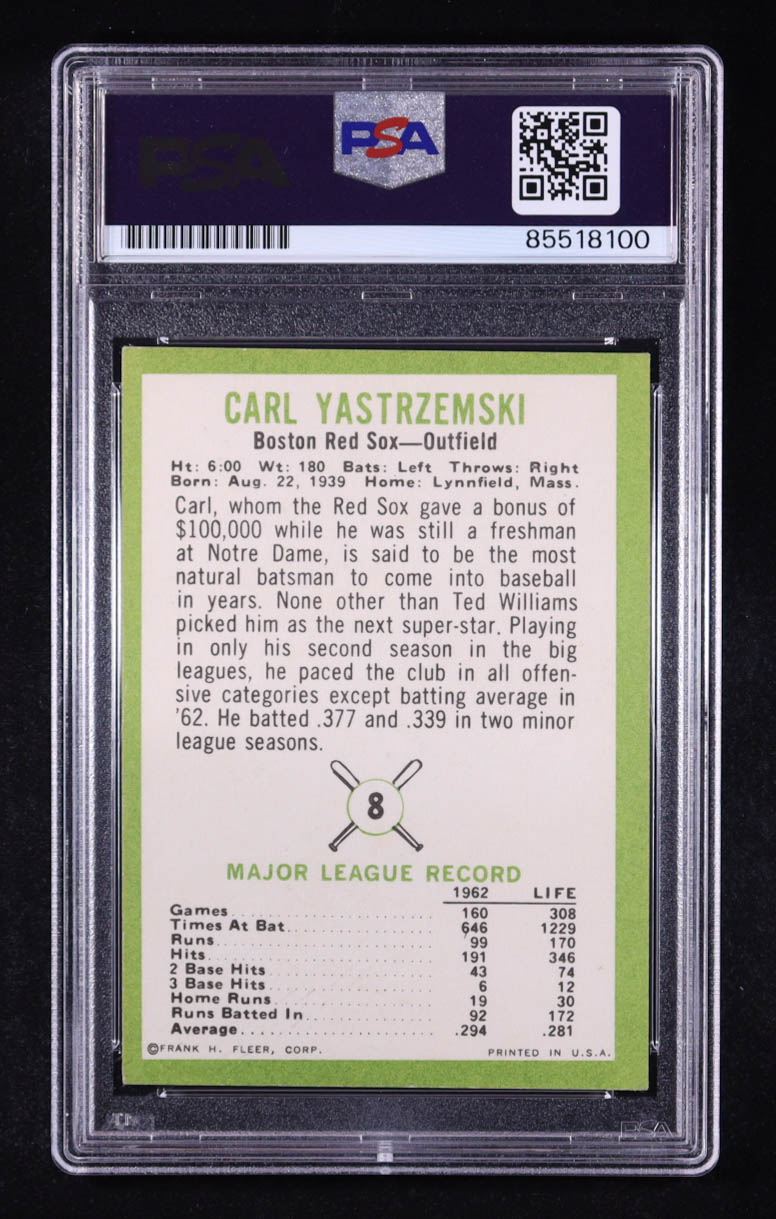 PSA
PSA
85518100
CARL YASTRZEMSKI
Boston Red Sox—Outfield
Ht: 6:00 Wt: 180 Bats: Left Throws: Right
Born: Aug. 22, 1939 Home: Lynnfield, Mass.
Carl, whom the Red Sox gave a bonus of
$100,000 while he was still a freshman
at Notre Dame, is said to be the most
natural batsman to come into baseball
in years. None other than Ted Williams
picked him as the next super-star. Playing
in only his second season in the big
leagues, he paced the club in all offen-
sive categories except batting average in
'62. He batted .377 and .339 in two minor
league seasons.
8
MAJOR LEAGUE RECORD
1962 LIFE
Games 160 308
Times At Bat 646 1229
Runs 99 170
Hits 191 346
2 Base Hits 43 74
3 Base Hits 6 12
Home Runs 19 30
Runs Batted In 92 172
Average .294 .281
©FRANK H. FLEER, CORP. PRINTED IN U.S.A.
PSA